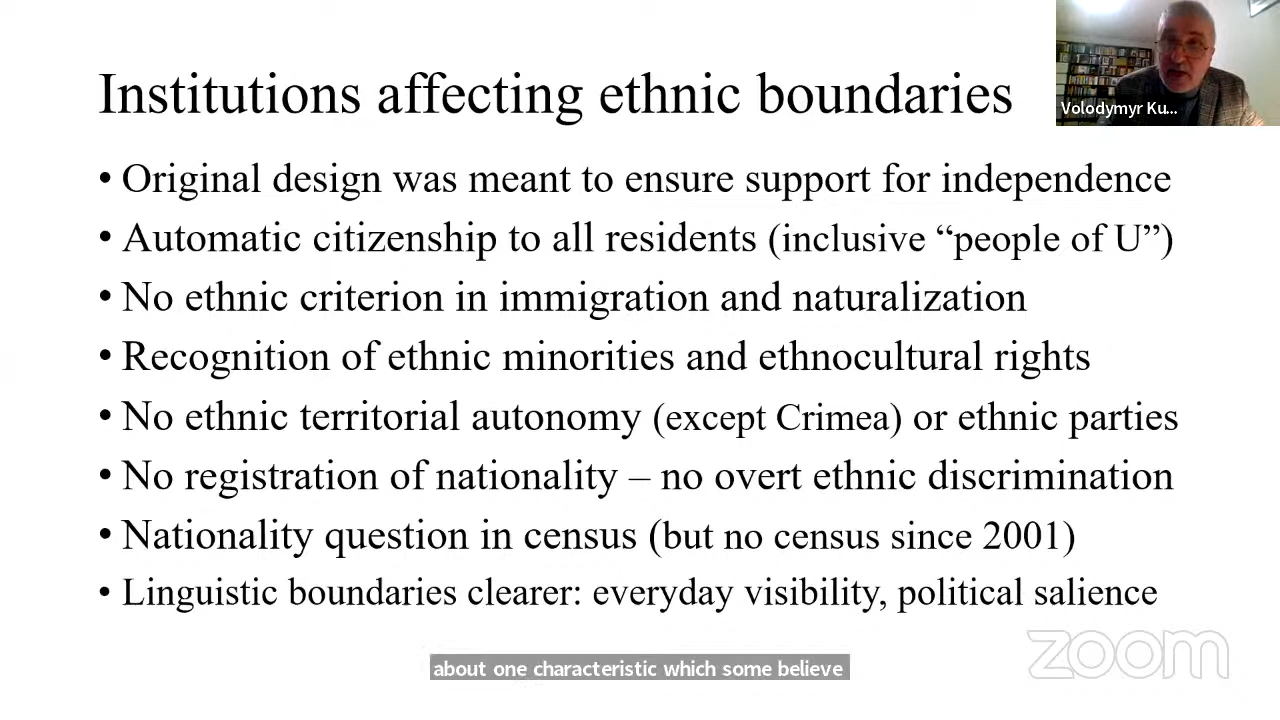 Institutions affecting ethnic boundaries
Volodymyr Ku...
• Original design was meant to ensure support for independence
• Automatic citizenship to all residents (inclusive “people of U”)
• No ethnic criterion in immigration and naturalization
• Recognition of ethnic minorities and ethnocultural rights
• No ethnic territorial autonomy (except Crimea) or ethnic parties
• No registration of nationality – no overt ethnic discrimination
• Nationality question in census (but no census since 2001)
• Linguistic boundaries clearer: everyday visibility, political salience
about one characteristic which some believe
zoom